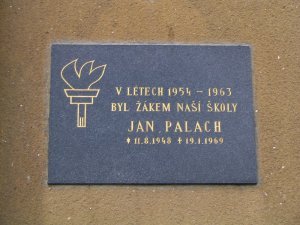 V LÉTECH 1954 – 1963
BYL ŽÁKEM NAŠÍ ŠKOLY
JAN PALACH
* 11.8.1948 ✝ 19.1.1969